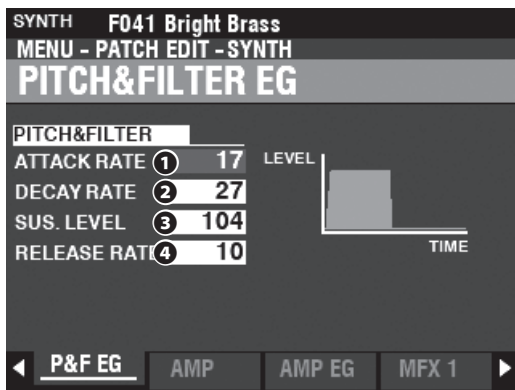 SYNTH F041 Bright Brass
MENU - PATCH EDIT - SYNTH
PITCH&FILTER EG
PITCH&FILTER
ATTACK RATE 1 17
DECAY RATE 2 27
SUS. LEVEL 3 104
RELEASE RATE 4 10
LEVEL
TIME
P&F EG AMP AMP EG MFX 1